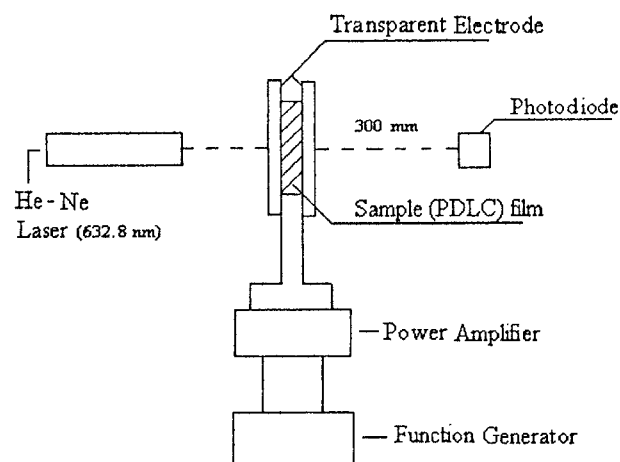 Transparent Electrode
Photodiode
300 mm
He-Ne
Laser (632.8 nm)
Sample (PDLC) film
Power Amplifier
Function Generator